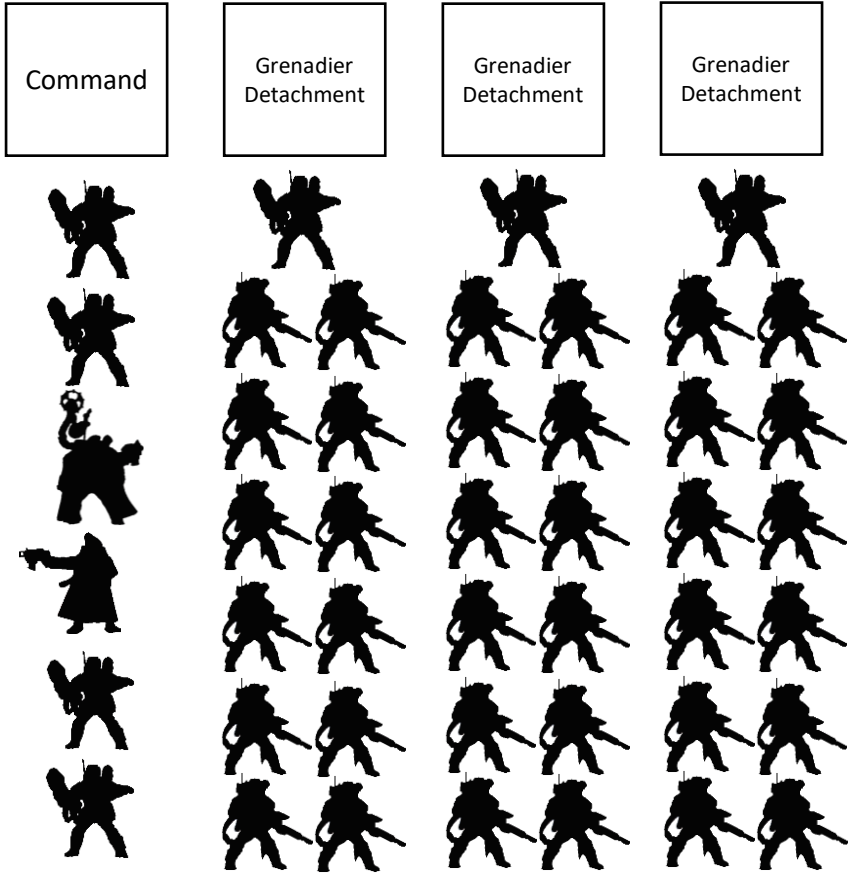 Command
Grenadier
Detachment
Grenadier
Detachment
Grenadier
Detachment